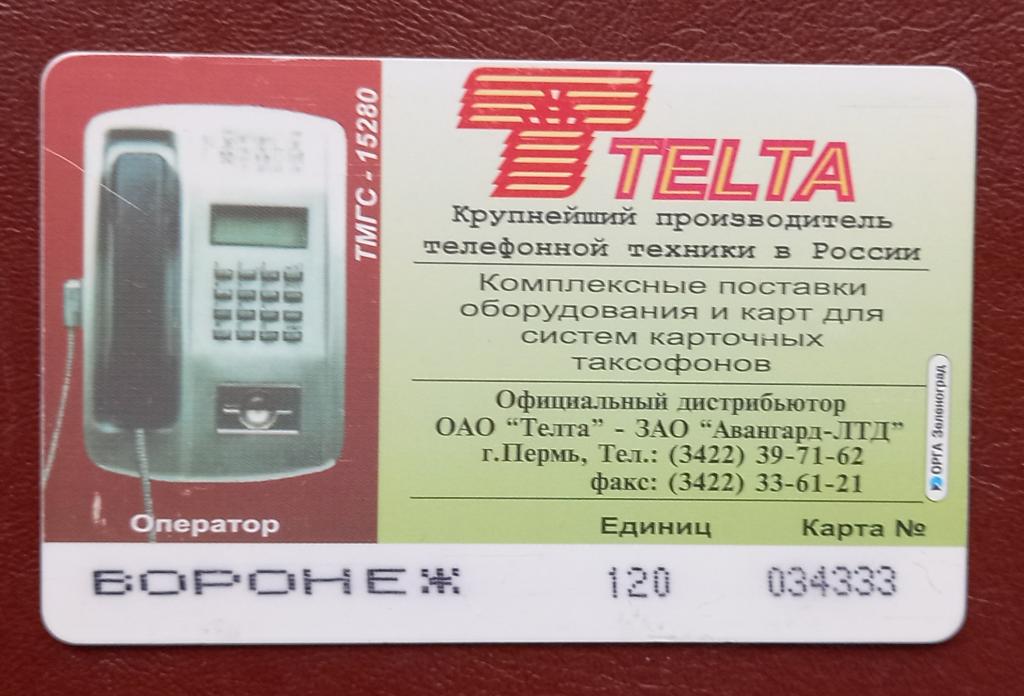 ТМГС - 15280
TELTA
Крупнейший производитель
телефонной техники в России
Комплексные поставки
оборудования и карт для
систем карточных
таксофонов
Официальный дистрибьютор
ОАО “Телта” - ЗАО “Авангард-ЛТД”
г.Пермь, Тел.: (3422) 39-71-62
факс: (3422) 33-61-21
ОРГА Зеленоград
Оператор Единиц Карта №
ВОРОНЕЖ 120 034333